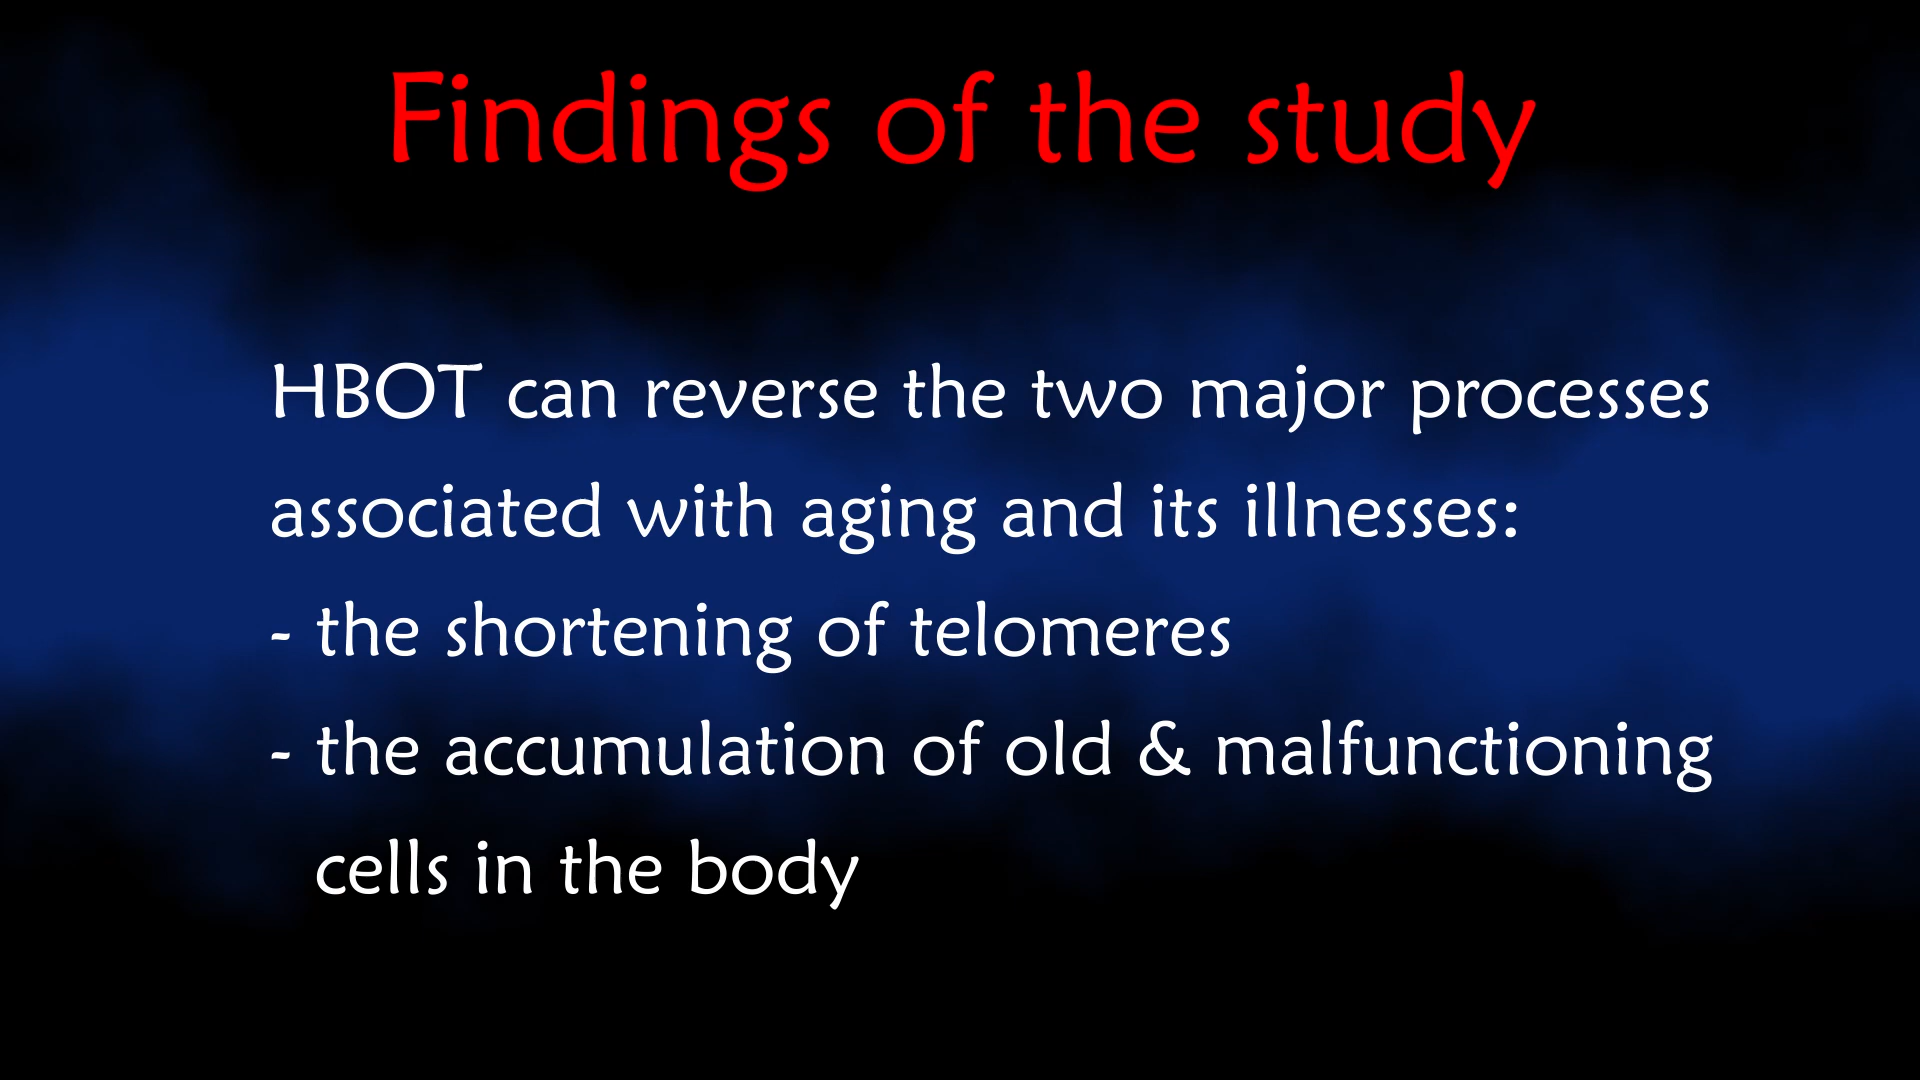 Findings of the study
HBOT can reverse the two major processes
associated with aging and its illnesses:
- the shortening of telomeres
- the accumulation of old & malfunctioning
cells in the body